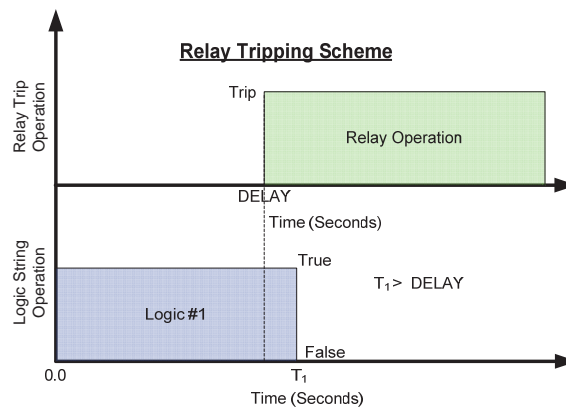 Relay Tripping Scheme
Relay Trip
Operation
Trip
Relay Operation
DELAY
Time (Seconds)
Logic String
Operation
True
T1 > DELAY
Logic #1
False
0.0
T1
Time (Seconds)